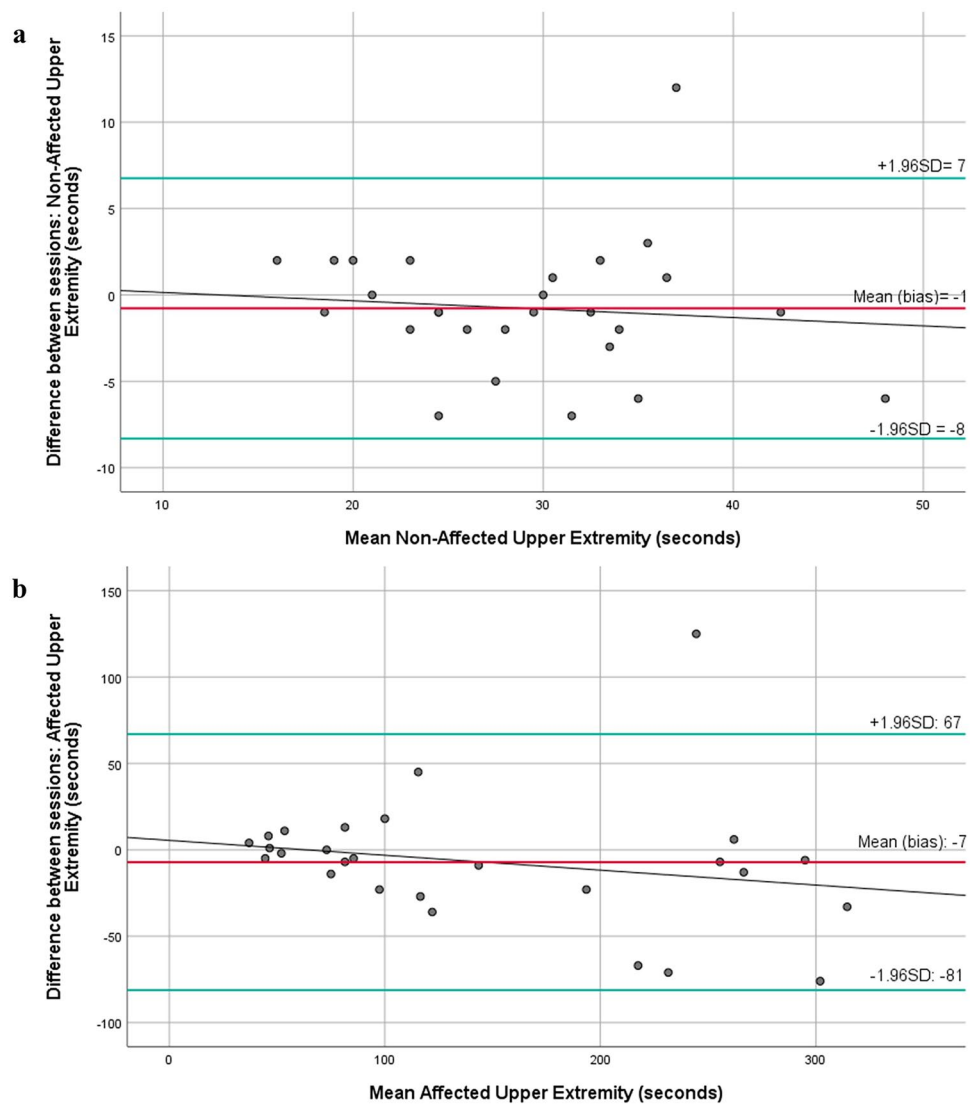 a
Difference between sessions: Non-Affected Upper
Extremity (seconds)
15
10
5
0
-5
-10
+1.96SD= 7
Mean (bias)= -1
-1.96SD = -8
10 20 30 40 50
Mean Non-Affected Upper Extremity (seconds)
b
Difference between sessions: Affected Upper
Extremity (seconds)
150
100
50
0
-50
-100
+1.96SD: 67
Mean (bias): -7
-1.96SD: -81
0 100 200 300
Mean Affected Upper Extremity (seconds)